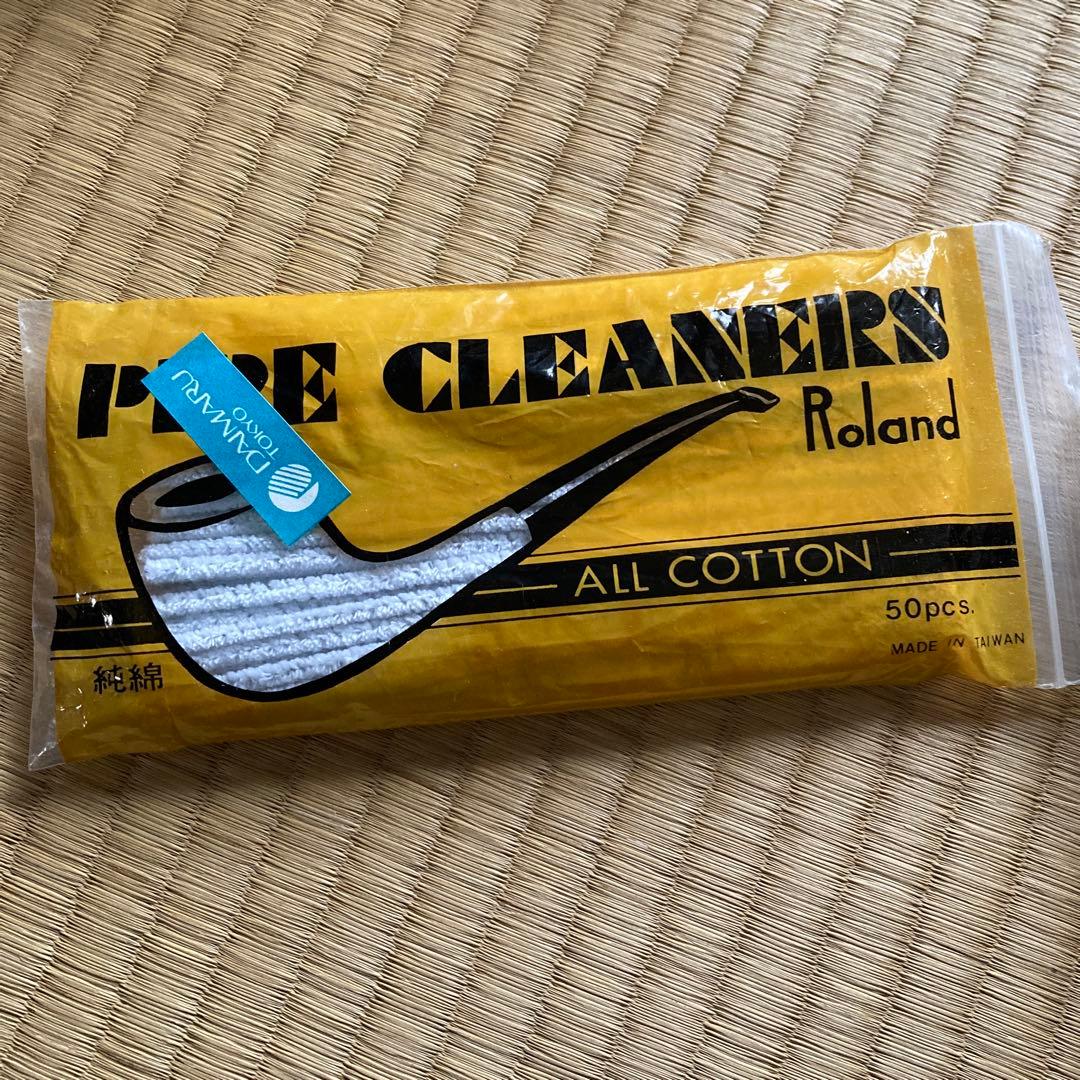 PIPE CLEANERS
Roland
DAIMARU
TOKYO
ALL COTTON
50pcs.
MADE IN TAIWAN
純綿